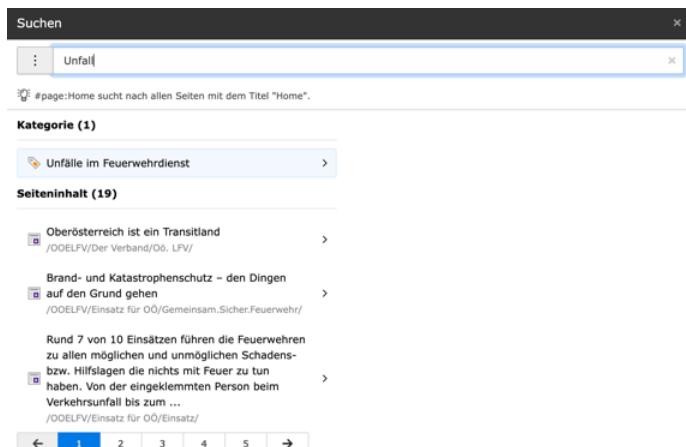 Suchen
Unfall
#page:Home sucht nach allen Seiten mit dem Titel "Home".
Kategorie (1)
Unfälle im Feuerwehrdienst
Seiteninhalt (19)
Oberösterreich ist ein Transitland
/OOELFV/Der Verband/Oö. LFV/
Brand- und Katastrophenschutz – den Dingen
auf den Grund gehen
/OOELFV/Einsatz für OÖ/Gemeinsam.Sicher.Feuerwehr/
Rund 7 von 10 Einsätzen führen die Feuerwehren
zu allen möglichen und unmöglichen Schadens-
bzw. Hilfslagen die nichts mit Feuer zu tun
haben. Von der eingeklemmten Person beim
Verkehrsunfall bis zum ...
/OOELFV/Einsatz für OÖ/Einsatz/
1 2 3 4 5